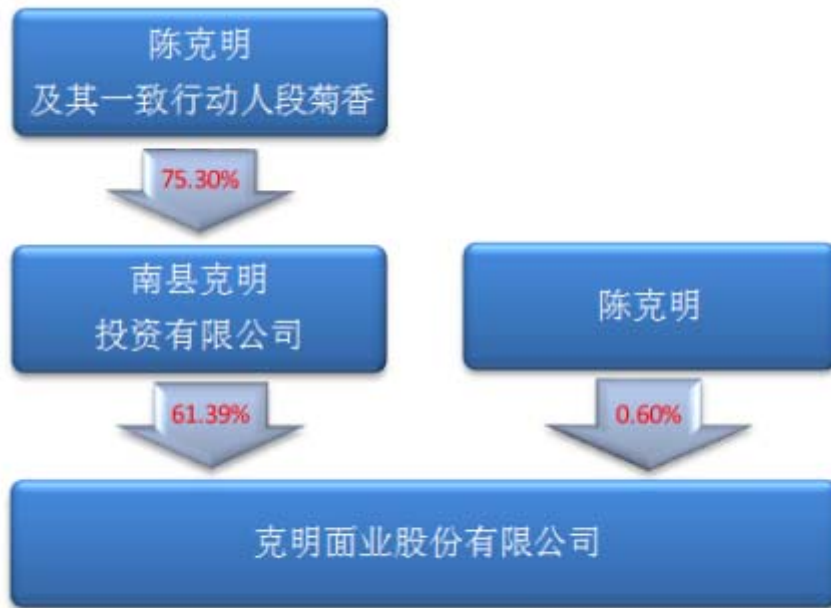 陈克明
及其一致行动人段菊香
75.30%
南县克明
投资有限公司
陈克明
61.39%
0.60%
克明面业股份有限公司